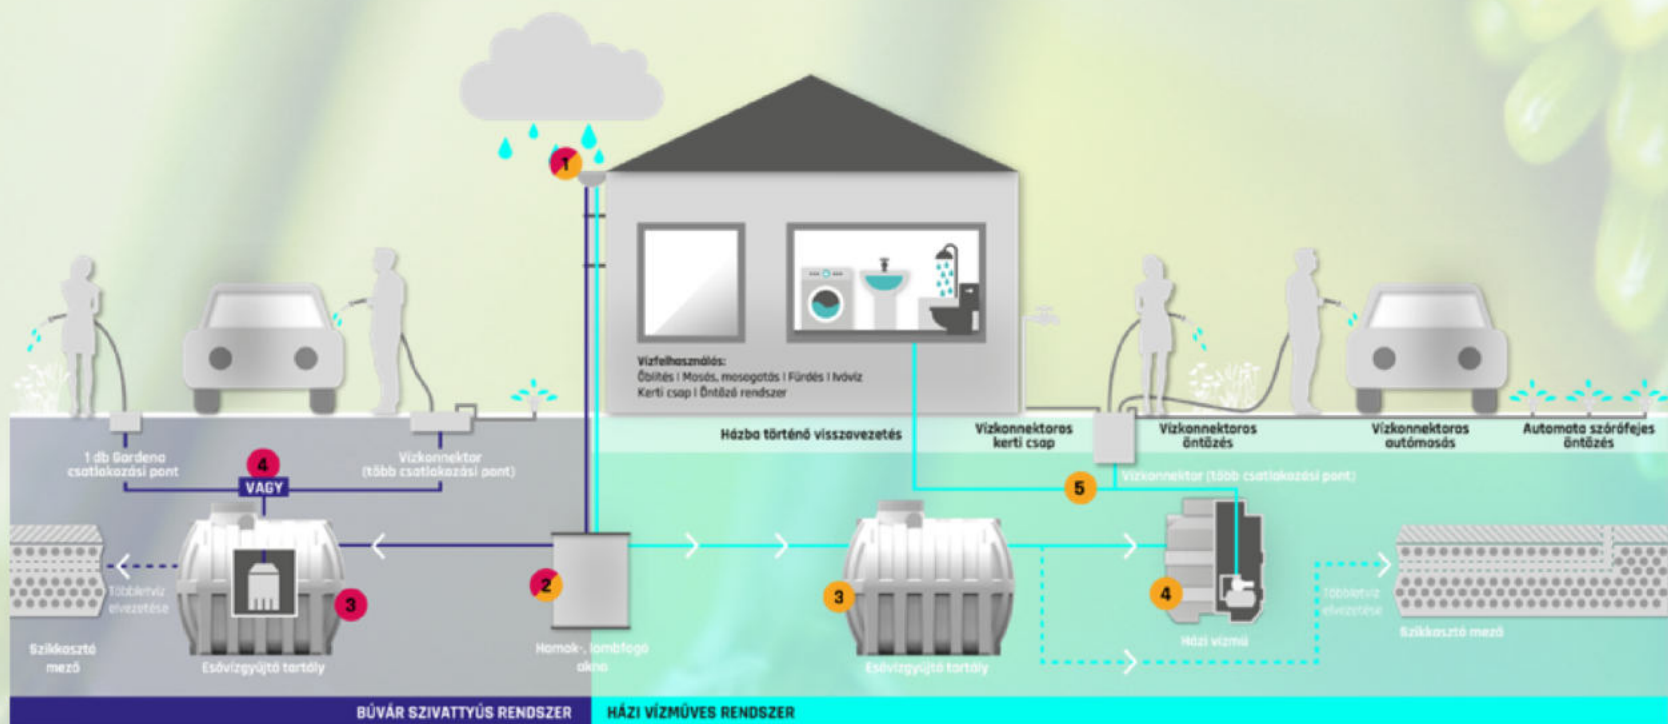 1
Vízfelhasználás:
Öblítés | Mosás, mosogatás | Fürdés | Ivóvíz
Kerti csap | Öntöző rendszer
Házba történő visszavezetés
Vízkonnektoros
kerti csap
Vízkonnektoros
öntözés
Vízkonnektoros
autómosás
Automata szórófejes
öntözés
1 db Gardena
csatlakozási pont
4
VAGY
Vízkonnektor
(több csatlakozási pont)
5
Vízkonnektor (több csatlakozási pont)
Többletvíz
elvezetése
3
2
3
4
Többletvíz
elvezetése
Szikkasztó
mező
Esővízgyűjtő tartály
Homok-, lombfogó
akna
Esővízgyűjtő tartály
Házi vízmű
Szikkasztó mező
BÚVÁR SZIVATTYÚS RENDSZER
HÁZI VÍZMŰVES RENDSZER